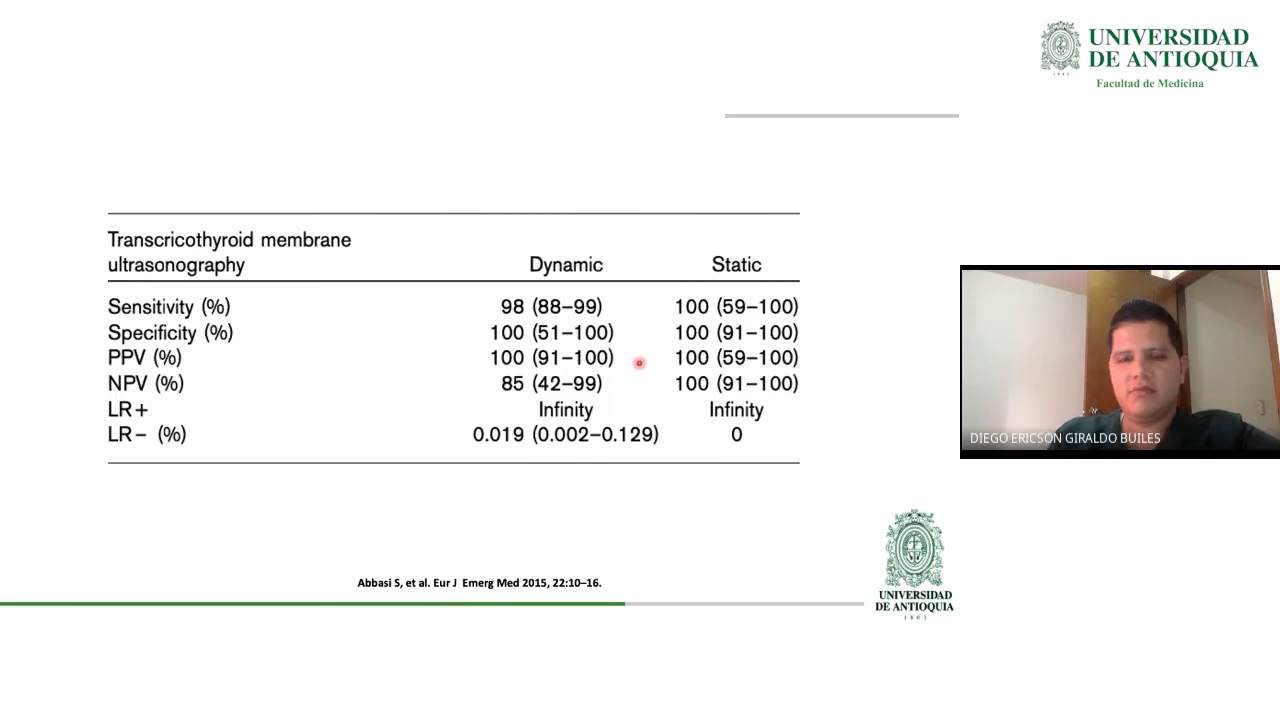 UNIVERSIDAD
DE ANTIOQUIA
1803
Facultad de Medicina
Transcricothyroid membrane
ultrasonography Dynamic Static
Sensitivity (%) 98 (88–99) 100 (59–100)
Specificity (%) 100 (51–100) 100 (91–100)
PPV (%) 100 (91–100) 100 (59–100)
NPV (%) 85 (42–99) 100 (91–100)
LR+ Infinity Infinity
LR− (%) 0.019 (0.002–0.129) 0
DIEGO ERICSON GIRALDO BUILES
Abbasi S, et al. Eur J Emerg Med 2015, 22:10–16.
UNIVERSIDAD
DE ANTIOQUIA
1803